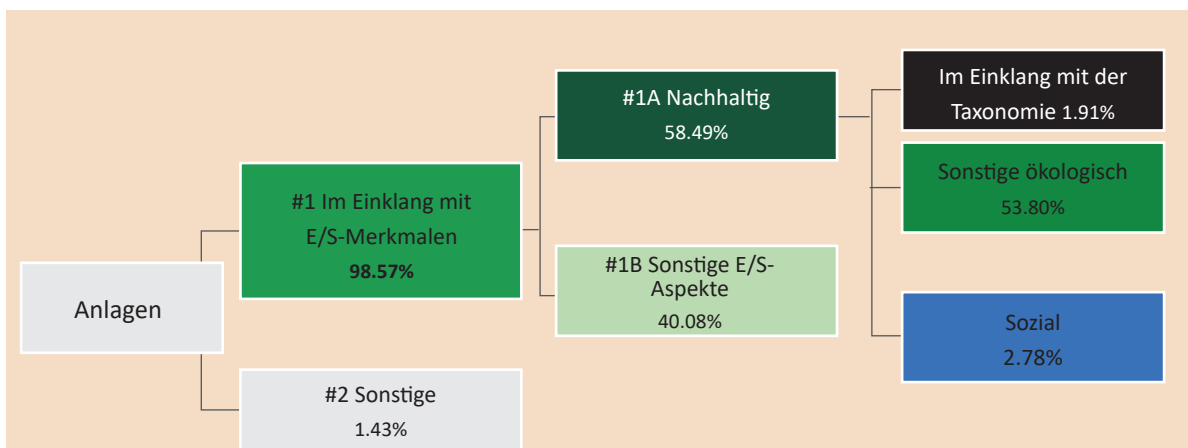 Anlagen
#1 Im Einklang mit
E/S-Merkmalen
98.57%
#2 Sonstige
1.43%
#1A Nachhaltig
58.49%
#1B Sonstige E/S-
Aspekte
40.08%
Im Einklang mit der
Taxonomie 1.91%
Sonstige ökologisch
53.80%
Sozial
2.78%